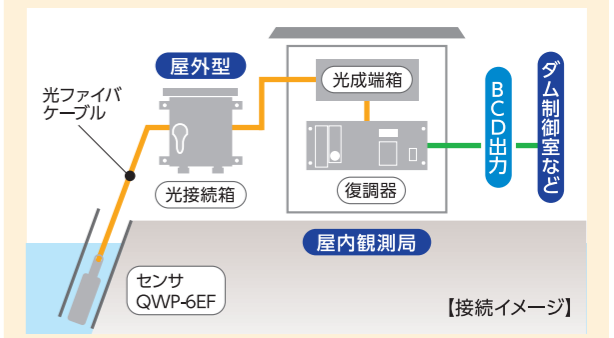 屋外型
光ファイバ
ケーブル
光接続箱
光成端箱
復調器
BCD出力
ダム制御室など
屋内観測局
センサ
QWP-6EF
【接続イメージ】